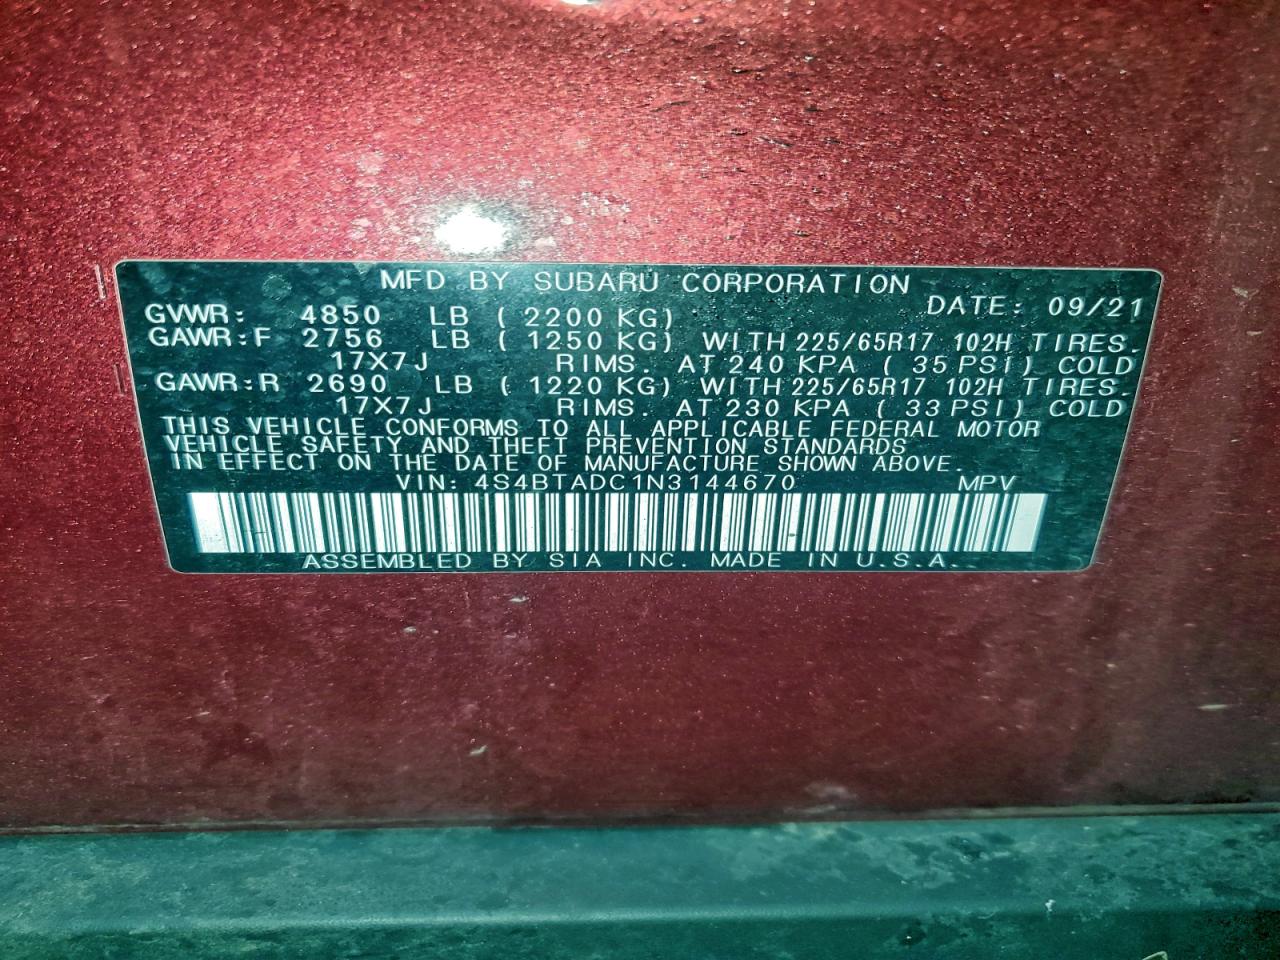 MFD BY SUBARU CORPORATION
DATE: 09/21
GVWR: 4850 LB ( 2200 KG)
GAWR:F 2756 LB ( 1250 KG) WITH 225/65R17 102H TIRES.
17X7J RIMS. AT 240 KPA ( 35 PSI) COLD
GAWR:R 2690 LB ( 1220 KG) WITH 225/65R17 102H TIRES.
17X7J RIMS. AT 230 KPA ( 33 PSI) COLD
THIS VEHICLE CONFORMS TO ALL APPLICABLE FEDERAL MOTOR
VEHICLE SAFETY AND THEFT PREVENTION STANDARDS
IN EFFECT ON THE DATE OF MANUFACTURE SHOWN ABOVE.
VIN: 4S4BTADC1N3144670 MPV
ASSEMBLED BY SIA INC. MADE IN U.S.A.